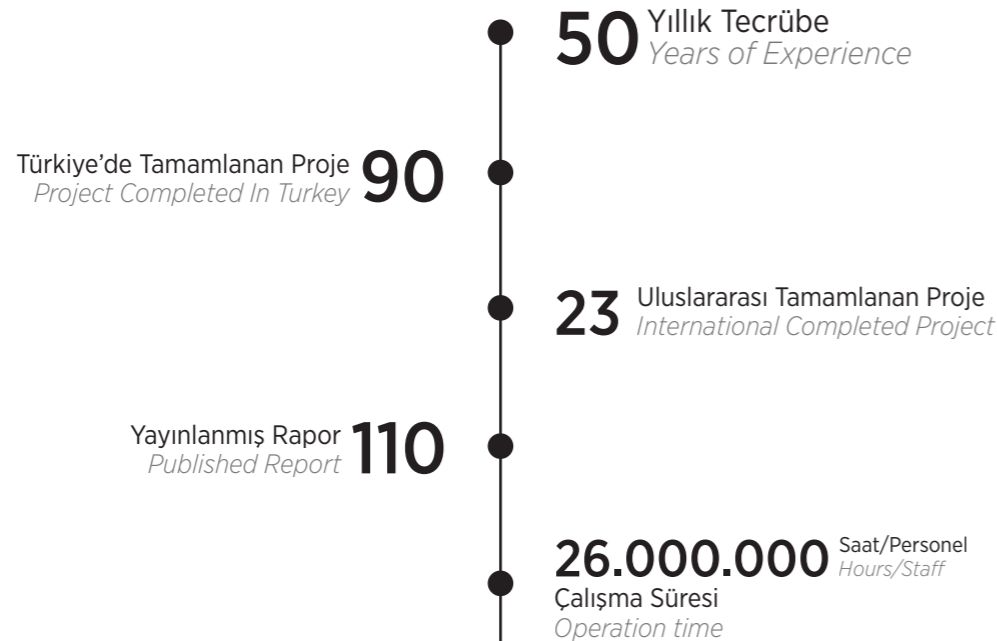 50 Yıllık Tecrübe
Years of Experience
Türkiye’de Tamamlanan Proje 90
Project Completed In Turkey
23 Uluslararası Tamamlanan Proje
International Completed Project
Yayınlanmış Rapor 110
Published Report
26.000.000 Saat/Personel
Hours/Staff
Çalışma Süresi
Operation time